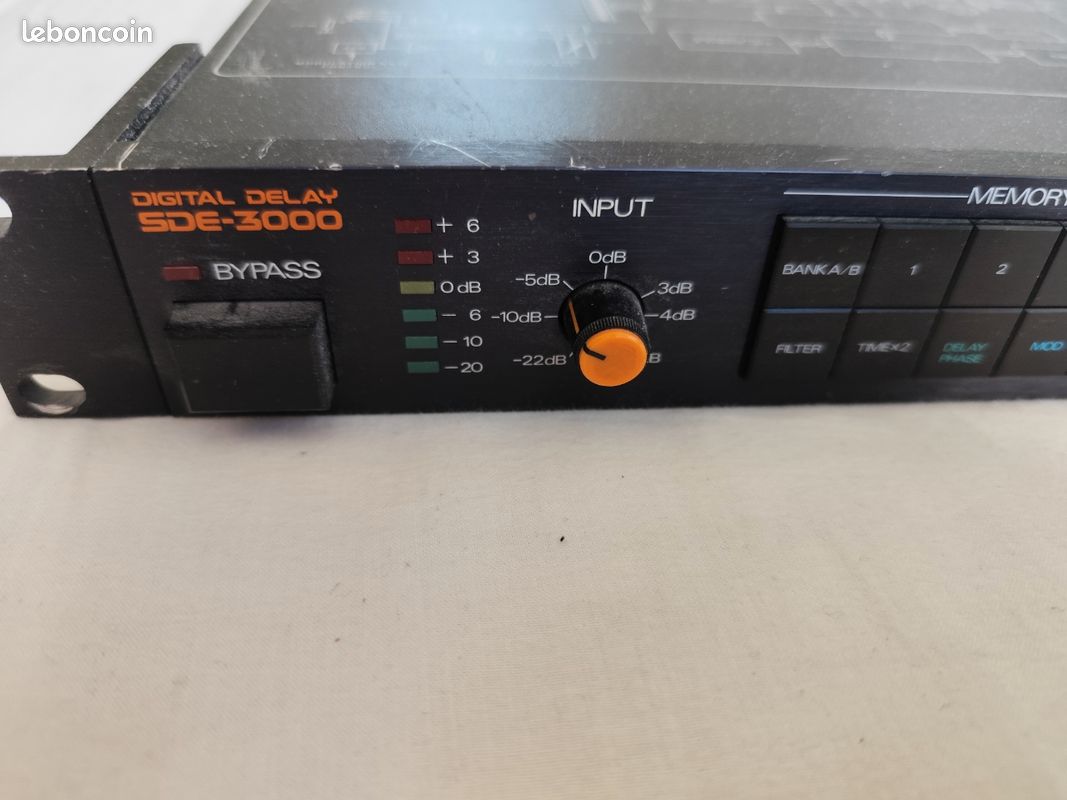 leboncoin
DIGITAL DELAY
SDE-3000
BYPASS
+ 6
+ 3
0 dB
- 6
- 10
- 20
INPUT
0dB
-5dB
3dB
-10dB
4dB
-22dB
MEMORY
BANK A/B
1
2
FILTER
TIME×2
DELAY PHASE
MOD